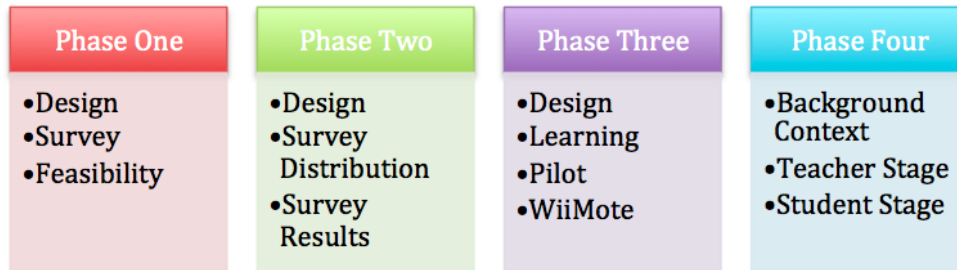 Phase One
•Design
•Survey
•Feasibility
Phase Two
•Design
•Survey
Distribution
•Survey
Results
Phase Three
•Design
•Learning
•Pilot
•WiiMote
Phase Four
•Background
Context
•Teacher Stage
•Student Stage